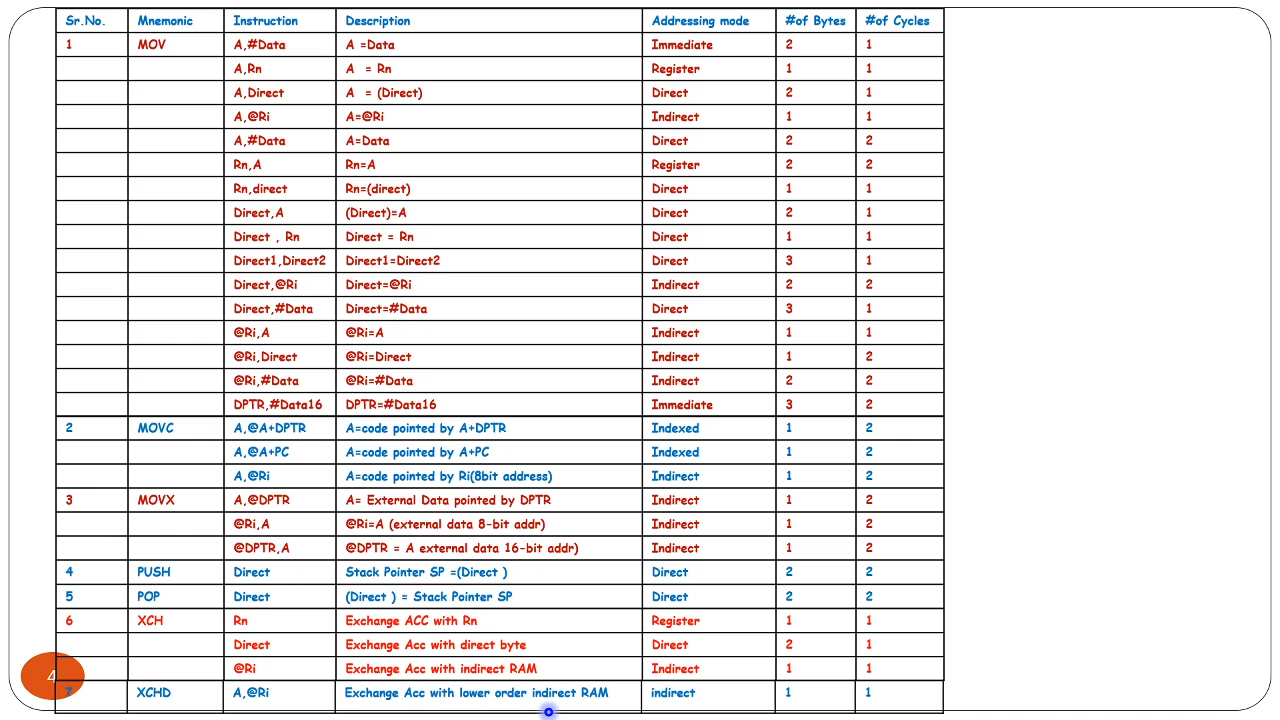 Sr.No. Mnemonic Instruction Description Addressing mode #of Bytes #of Cycles
1 MOV A,#Data A =Data Immediate 2 1
A,Rn A = Rn Register 1 1
A,Direct A = (Direct) Direct 2 1
A,@Ri A=@Ri Indirect 1 1
A,#Data A=Data Direct 2 2
Rn,A Rn=A Register 2 2
Rn,direct Rn=(direct) Direct 1 1
Direct,A (Direct)=A Direct 2 1
Direct , Rn Direct = Rn Direct 1 1
Direct1,Direct2 Direct1=Direct2 Direct 3 1
Direct,@Ri Direct=@Ri Indirect 2 2
Direct,#Data Direct=#Data Direct 3 1
@Ri,A @Ri=A Indirect 1 1
@Ri,Direct @Ri=Direct Indirect 1 2
@Ri,#Data @Ri=#Data Indirect 2 2
DPTR,#Data16 DPTR=#Data16 Immediate 3 2
2 MOVC A,@A+DPTR A=code pointed by A+DPTR Indexed 1 2
A,@A+PC A=code pointed by A+PC Indexed 1 2
A,@Ri A=code pointed by Ri(8bit address) Indirect 1 2
3 MOVX A,@DPTR A= External Data pointed by DPTR Indirect 1 2
@Ri,A @Ri=A (external data 8-bit addr) Indirect 1 2
@DPTR,A @DPTR = A external data 16-bit addr) Indirect 1 2
4 PUSH Direct Stack Pointer SP =(Direct ) Direct 2 2
5 POP Direct (Direct ) = Stack Pointer SP Direct 2 2
6 XCH Rn Exchange ACC with Rn Register 1 1
Direct Exchange Acc with direct byte Direct 2 1
4 @Ri Exchange Acc with indirect RAM Indirect 1 1
7 XCHD A,@Ri Exchange Acc with lower order indirect RAM indirect 1 1